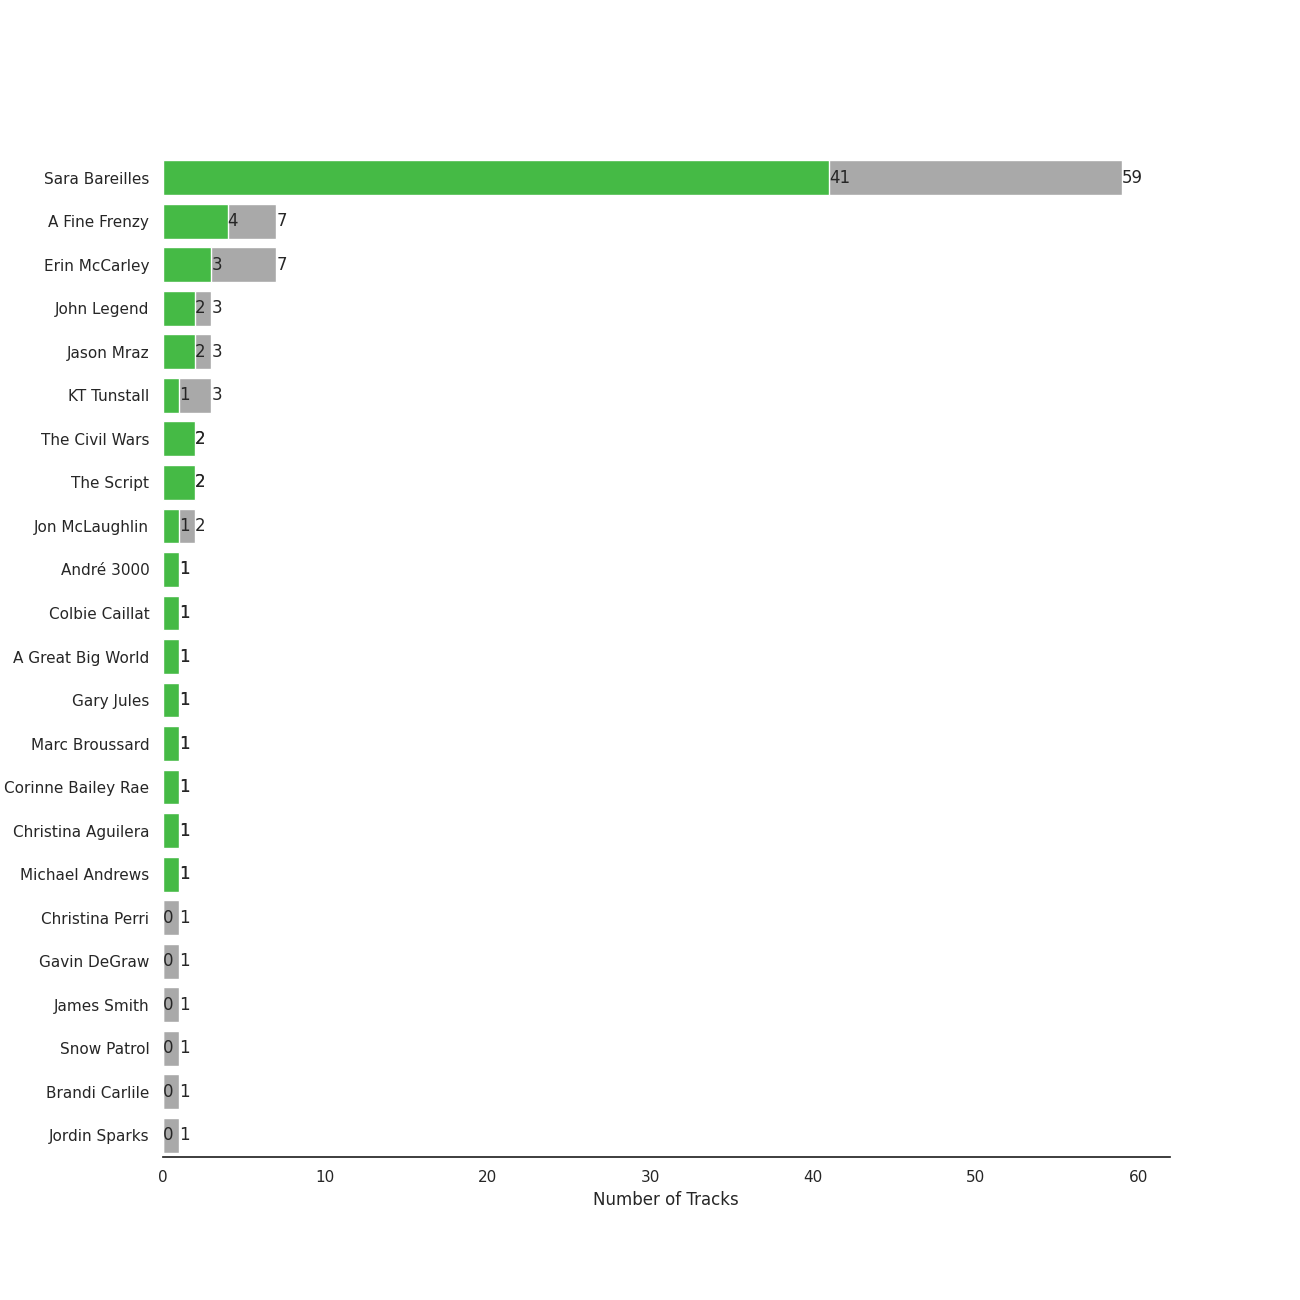 Sara Bareilles 41 59
A Fine Frenzy 4 7
Erin McCarley 3 7
John Legend 2 3
Jason Mraz 2 3
KT Tunstall 1 3
The Civil Wars 2
The Script 2
Jon McLaughlin 1 2
André 3000 1
Colbie Caillat 1
A Great Big World 1
Gary Jules 1
Marc Broussard 1
Corinne Bailey Rae 1
Christina Aguilera 1
Michael Andrews 1
Christina Perri 0 1
Gavin DeGraw 0 1
James Smith 0 1
Snow Patrol 0 1
Brandi Carlile 0 1
Jordin Sparks 0 1
0 10 20 30 40 50 60
Number of Tracks